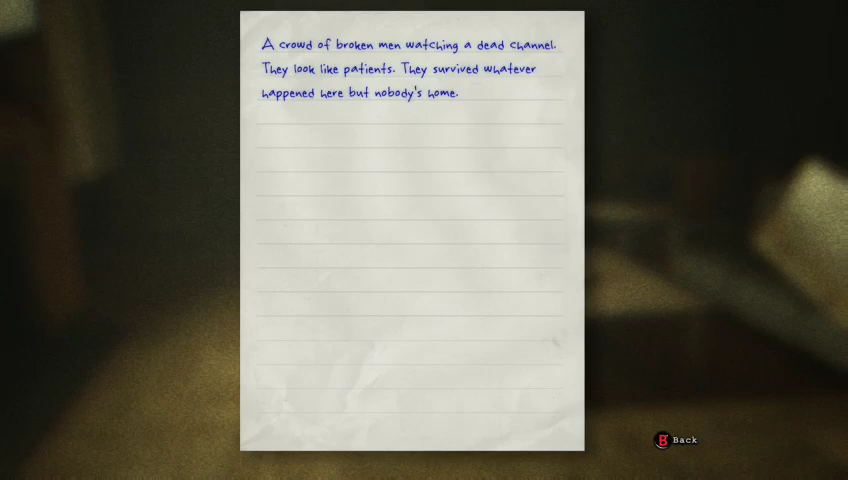 A crowd of broken men watching a dead channel.
They look like patients. They survived whatever
happened here but nobody's home.
B Back